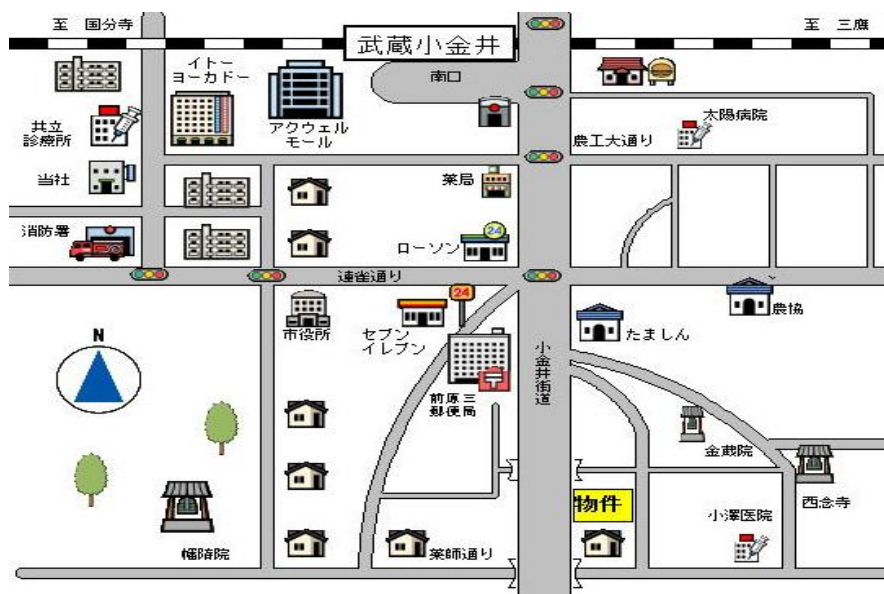 至 国分寺
武蔵小金井
至 三鷹
イトー
ヨーカドー
南口
共立
診療所
アクウェル
モール
農工大通り
太陽病院
当社
薬局
消防署
ローソン
24
連雀通り
24
市役所
セブン
イレブン
たましん
農協
小金井街道
N
前原三
郵便局
金蔵院
物件
小澤医院
西念寺
薬師通り